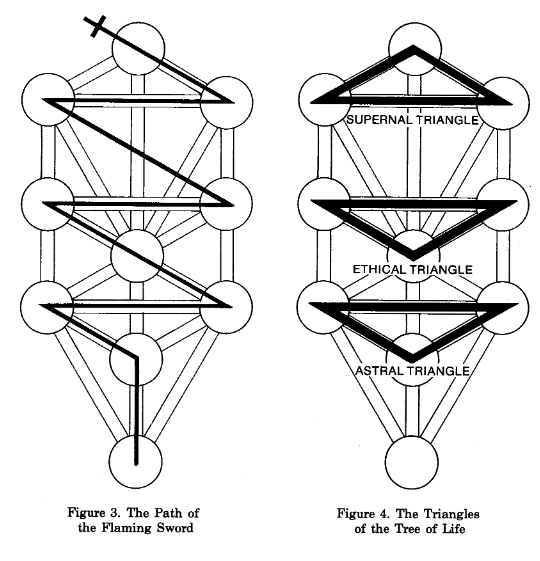 SUPERNAL TRIANGLE
ETHICAL TRIANGLE
ASTRAL TRIANGLE
Figure 3. The Path of
the Flaming Sword
Figure 4. The Triangles
of the Tree of Life